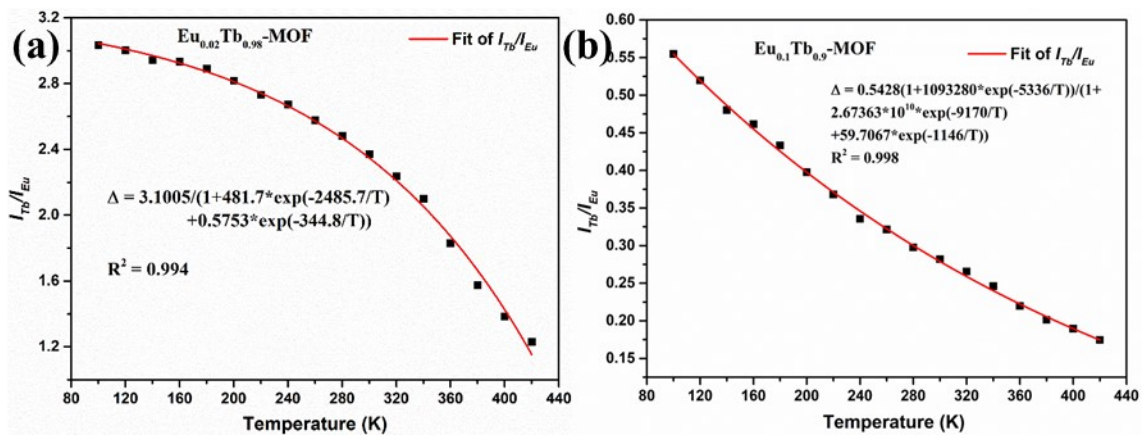 (a)
Eu0.02Tb0.98-MOF
Fit of ITb/IEu
Δ = 3.1005/(1+481.7*exp(-2485.7/T)
+0.5753*exp(-344.8/T))
R² = 0.994
ITb/IEu
3.2
2.8
2.4
2.0
1.6
1.2
80 120 160 200 240 280 320 360 400 440
Temperature (K)
(b)
Eu0.1Tb0.9-MOF
Fit of ITb/IEu
Δ = 0.5428(1+1093280*exp(-5336/T))/(1+
2.67363*10¹⁰*exp(-9170/T)
+59.7067*exp(-1146/T))
R² = 0.998
ITb/IEu
0.60
0.55
0.50
0.45
0.40
0.35
0.30
0.25
0.20
0.15
80 120 160 200 240 280 320 360 400 440
Temperature (K)